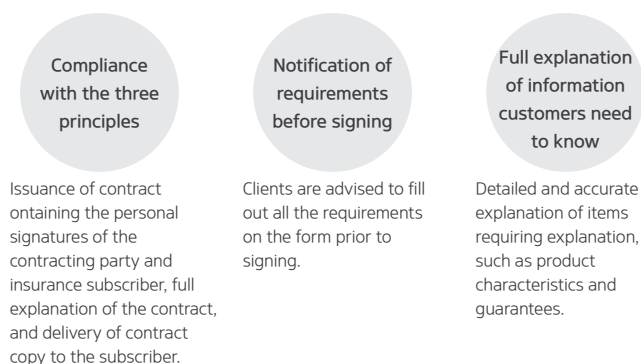 Compliance
with the three
principles
Issuance of contract
ontaining the personal
signatures of the
contracting party and
insurance subscriber, full
explanation of the contract,
and delivery of contract
copy to the subscriber.
Notification of
requirements
before signing
Clients are advised to fill
out all the requirements
on the form prior to
signing.
Full explanation
of information
customers need
to know
Detailed and accurate
explanation of items
requiring explanation,
such as product
characteristics and
guarantees.